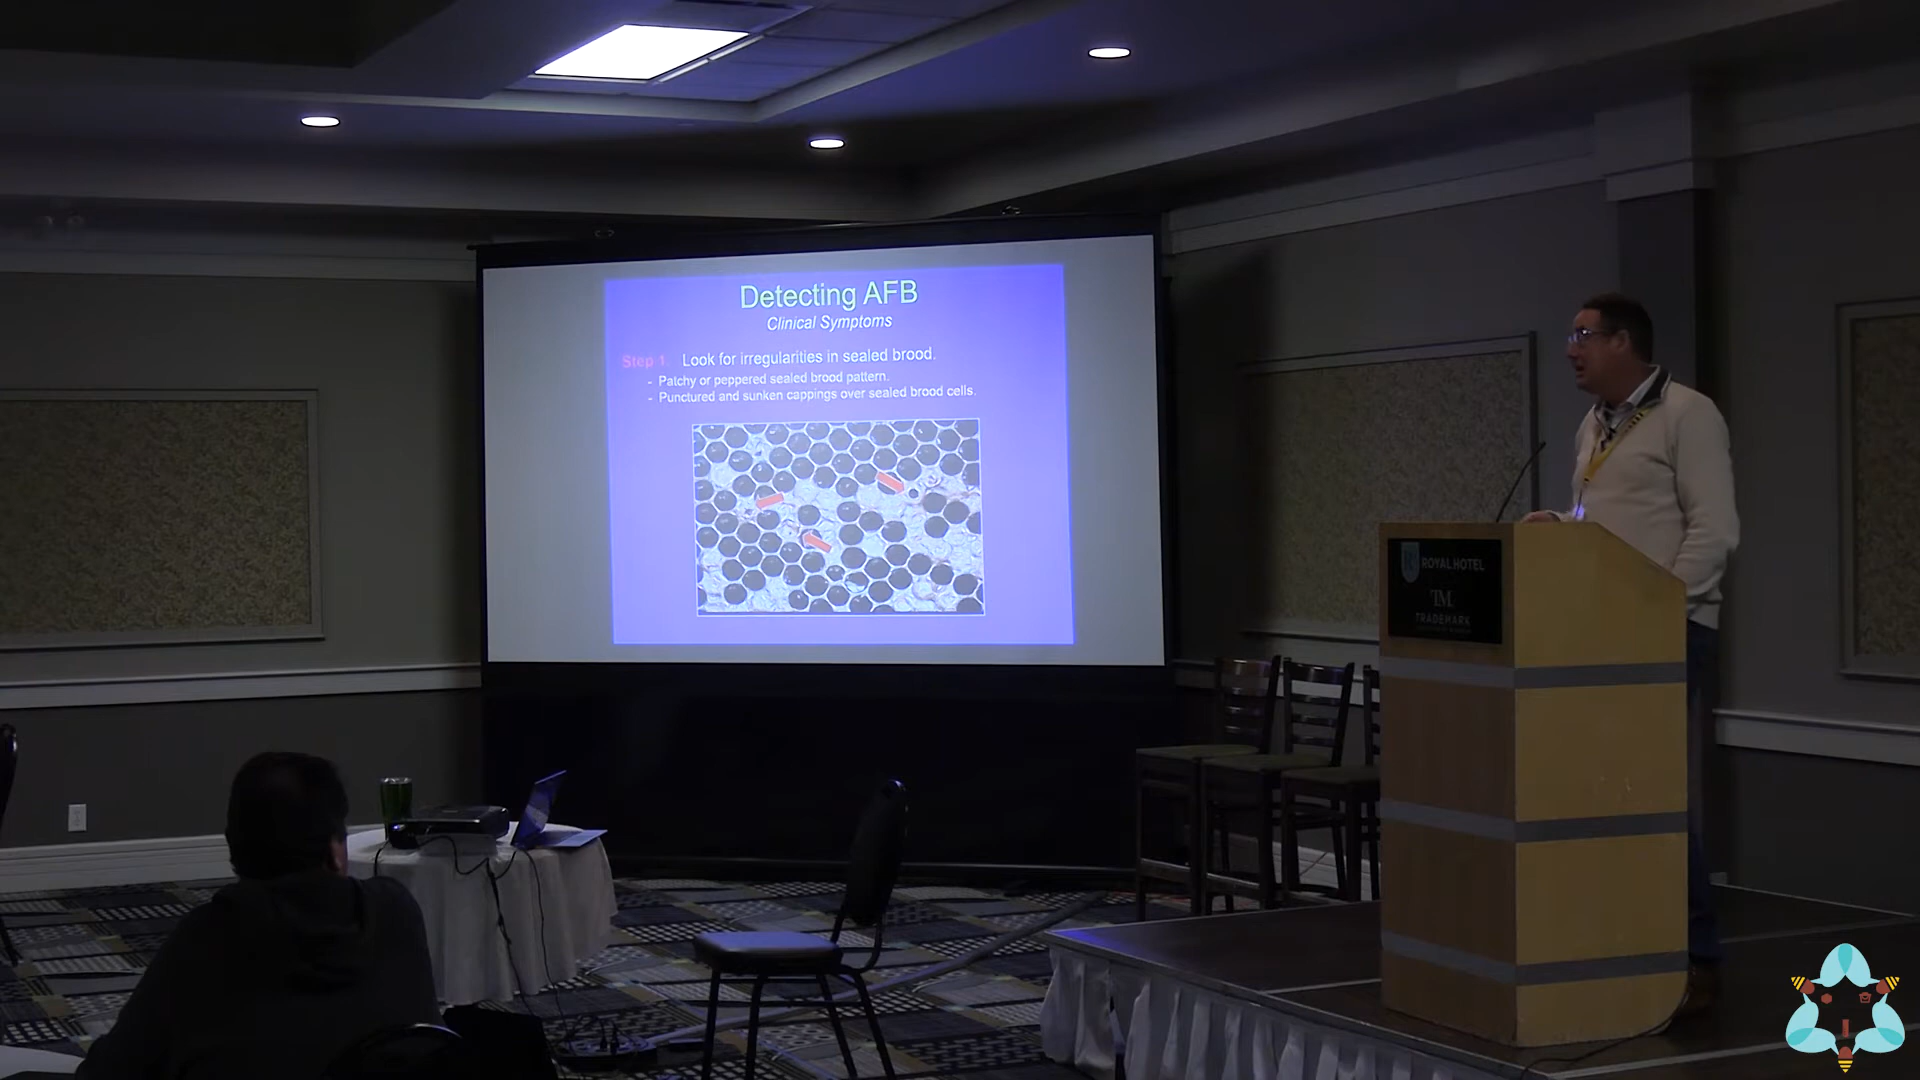 Detecting AFB
Clinical Symptoms
Step 1. Look for irregularities in sealed brood.
- Patchy or peppered sealed brood pattern.
- Punctured and sunken cappings over sealed brood cells.
ROYAL HOTEL
TM
TRADEMARK